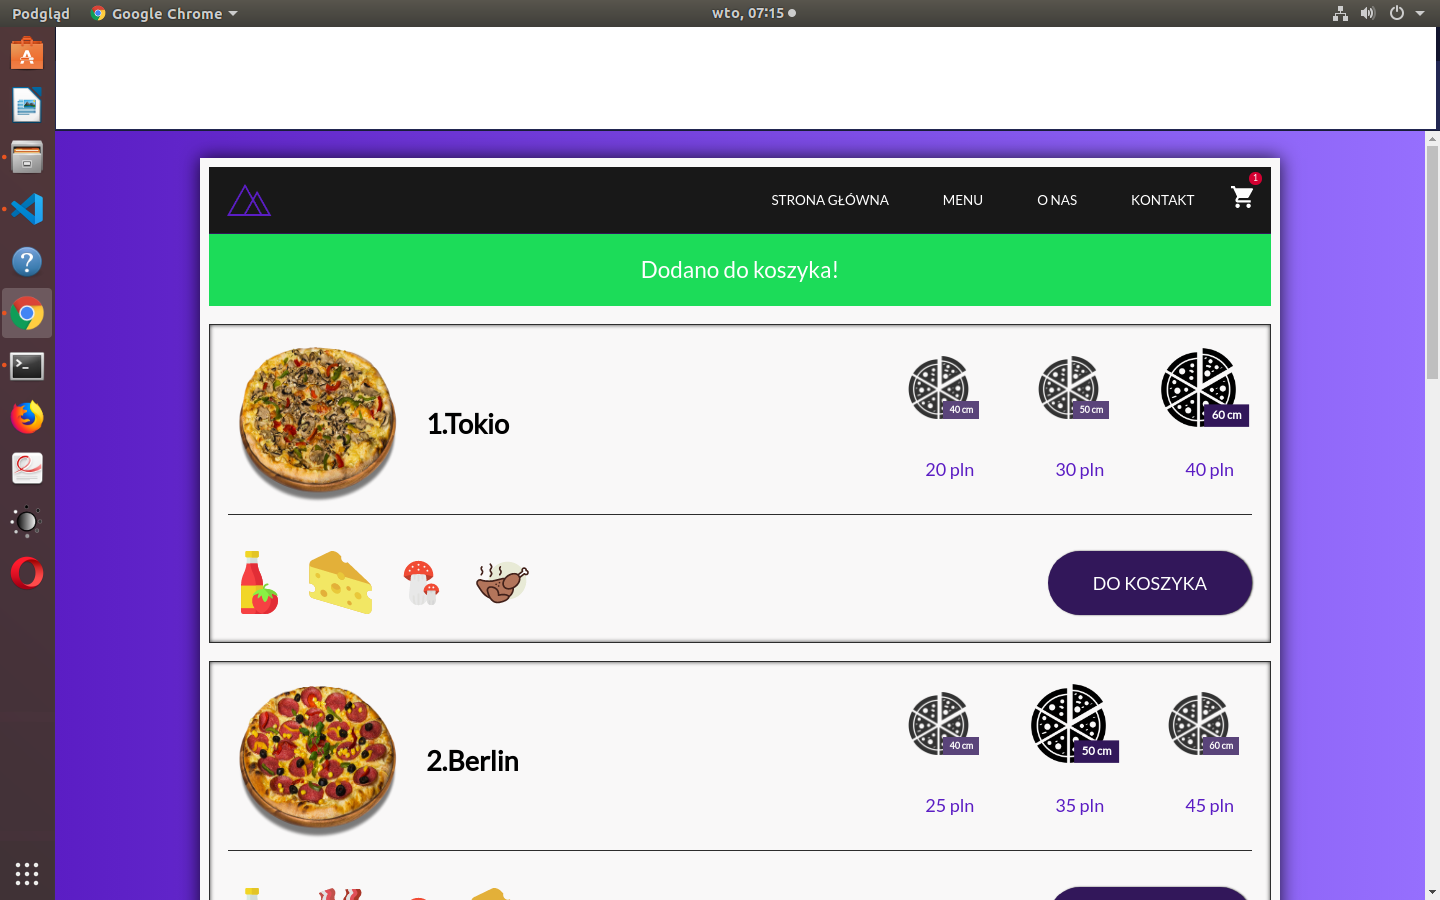 Podgląd Google Chrome wto, 07:15
STRONA GŁÓWNA MENU O NAS KONTAKT 1
Dodano do koszyka!
1.Tokio
40 cm 50 cm 60 cm
20 pln 30 pln 40 pln
DO KOSZYKA
2.Berlin
40 cm 50 cm 60 cm
25 pln 35 pln 45 pln